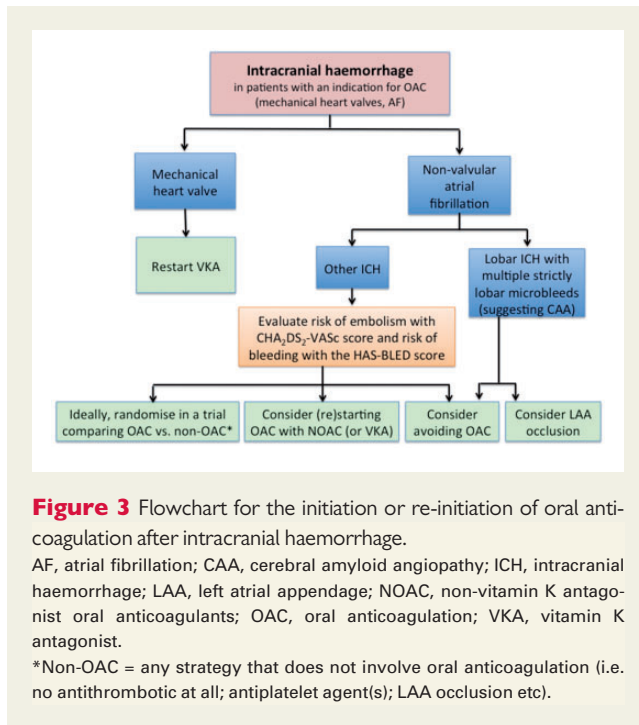 Intracranial haemorrhage
in patients with an indication for OAC
(mechanical heart valves, AF)
Mechanical
heart valve
Non-valvular
atrial
fibrillation
Restart VKA
Other ICH
Lobar ICH with
multiple strictly
lobar microbleeds
(suggesting CAA)
Evaluate risk of embolism with
CHA₂DS₂-VASc score and risk of
bleeding with the HAS-BLED score
Ideally, randomise in a trial
comparing OAC vs. non-OAC*
Consider (re)starting
OAC with NOAC (or VKA)
Consider
avoiding OAC
Consider LAA
occlusion
Figure 3 Flowchart for the initiation or re-initiation of oral anti-
coagulation after intracranial haemorrhage.
AF, atrial fibrillation; CAA, cerebral amyloid angiopathy; ICH, intracranial
haemorrhage; LAA, left atrial appendage; NOAC, non-vitamin K antago-
nist oral anticoagulants; OAC, oral anticoagulation; VKA, vitamin K
antagonist.
*Non-OAC = any strategy that does not involve oral anticoagulation (i.e.
no antithrombotic at all; antiplatelet agent(s); LAA occlusion etc).